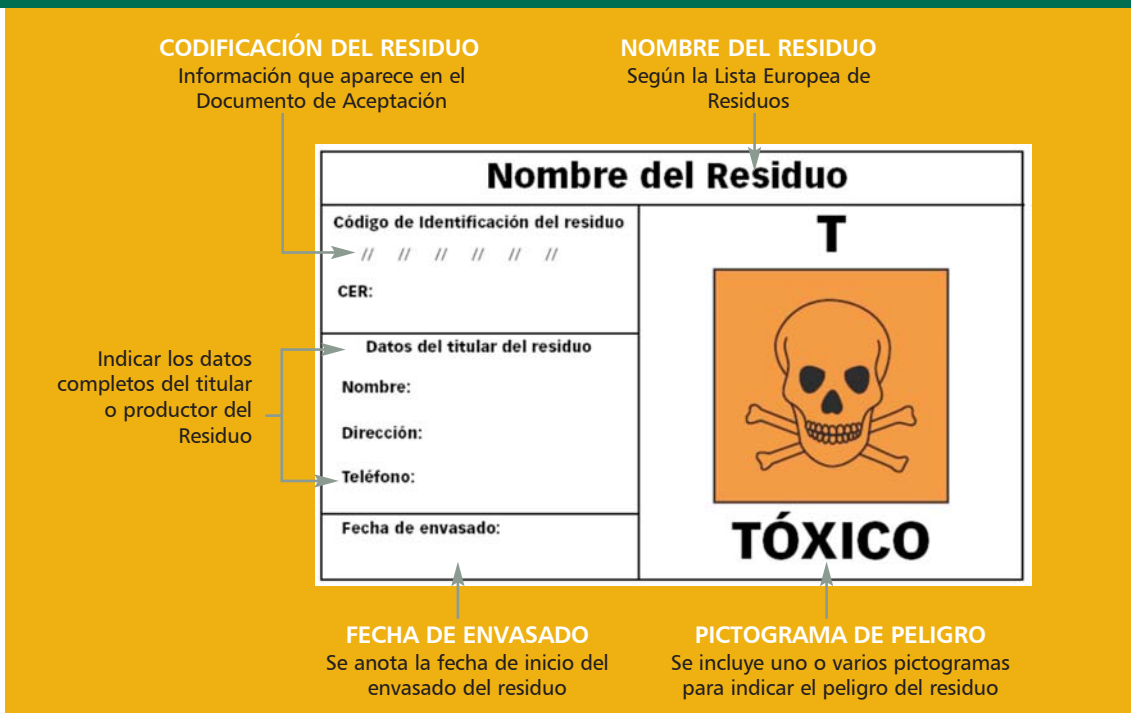 CODIFICACIÓN DEL RESIDUO
Información que aparece en el
Documento de Aceptación
NOMBRE DEL RESIDUO
Según la Lista Europea de
Residuos
Nombre del Residuo
Código de Identificación del residuo
// // // // // //
CER:
Indicar los datos
completos del titular
o productor del
Residuo
Datos del titular del residuo
Nombre:
Dirección:
Teléfono:
Fecha de envasado:
T
TÓXICO
FECHA DE ENVASADO
Se anota la fecha de inicio del
envasado del residuo
PICTOGRAMA DE PELIGRO
Se incluye uno o varios pictogramas
para indicar el peligro del residuo